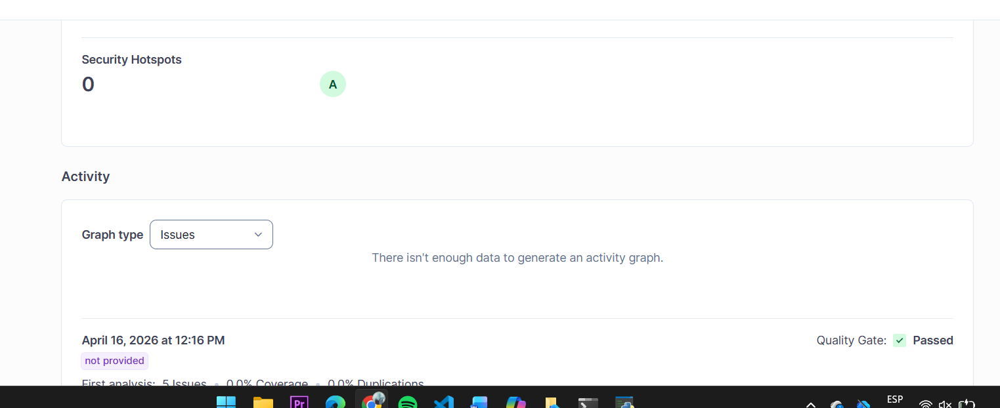 Security Hotspots
0
A
Activity
Graph type Issues
There isn't enough data to generate an activity graph.
April 16, 2026 at 12:16 PM
Quality Gate: Passed
not provided
First analysis: 5 Issues • 0.0% Coverage • 0.0% Duplications
Pr
W
ESP